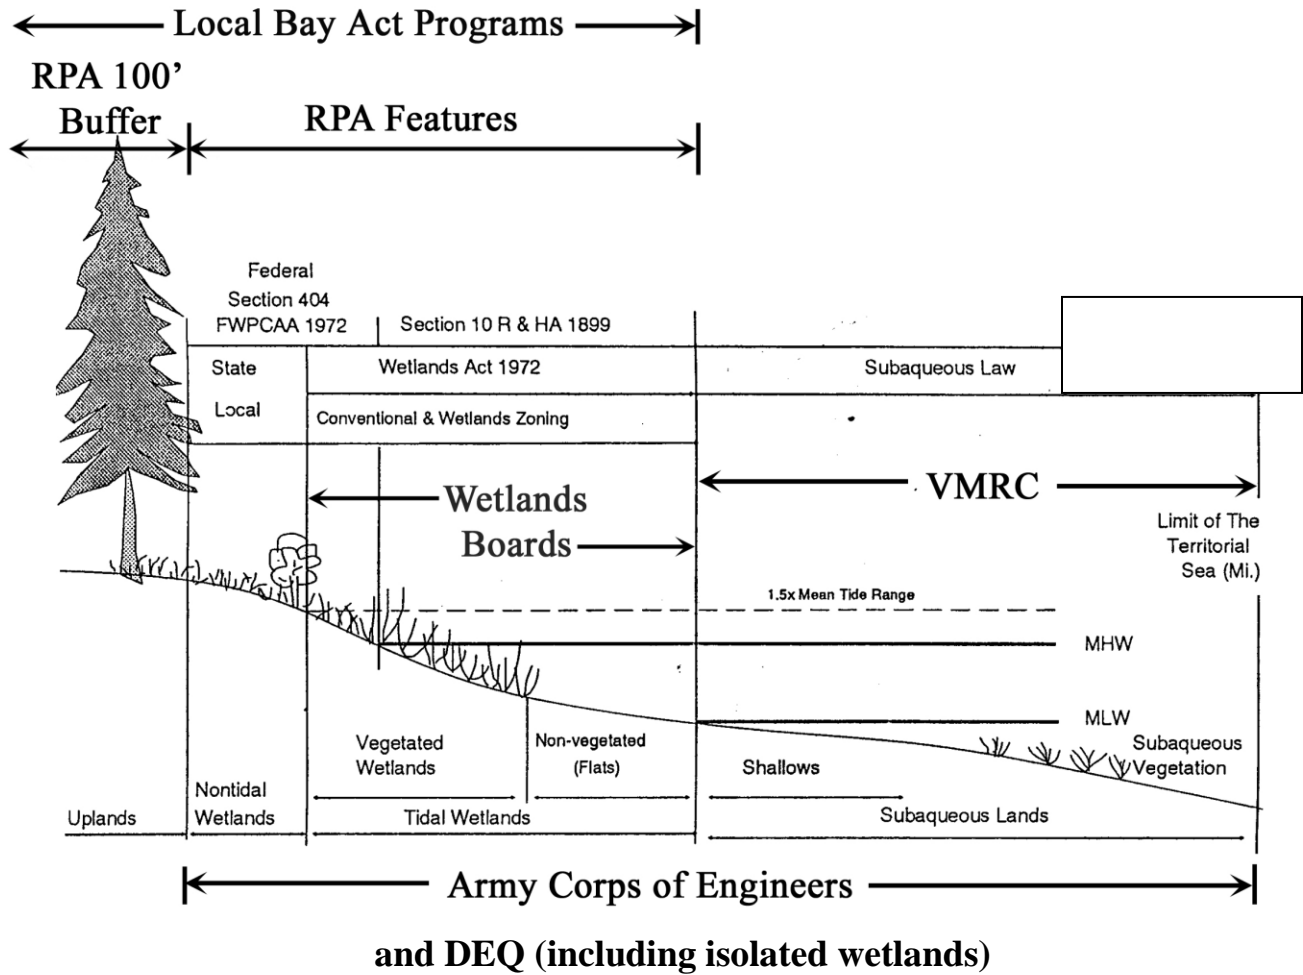 Local Bay Act Programs
RPA 100’
Buffer
RPA Features
Federal
Section 404
FWPCAA 1972
Section 10 R & HA 1899
State
Wetlands Act 1972
Subaqueous Law
Local
Conventional & Wetlands Zoning
Wetlands
Boards
VMRC
Limit of The
Territorial
Sea (Mi.)
1.5x Mean Tide Range
MHW
MLW
Vegetated
Wetlands
Non-vegetated
(Flats)
Shallows
Subaqueous
Vegetation
Nontidal
Wetlands
Uplands
Tidal Wetlands
Subaqueous Lands
Army Corps of Engineers
and DEQ (including isolated wetlands)